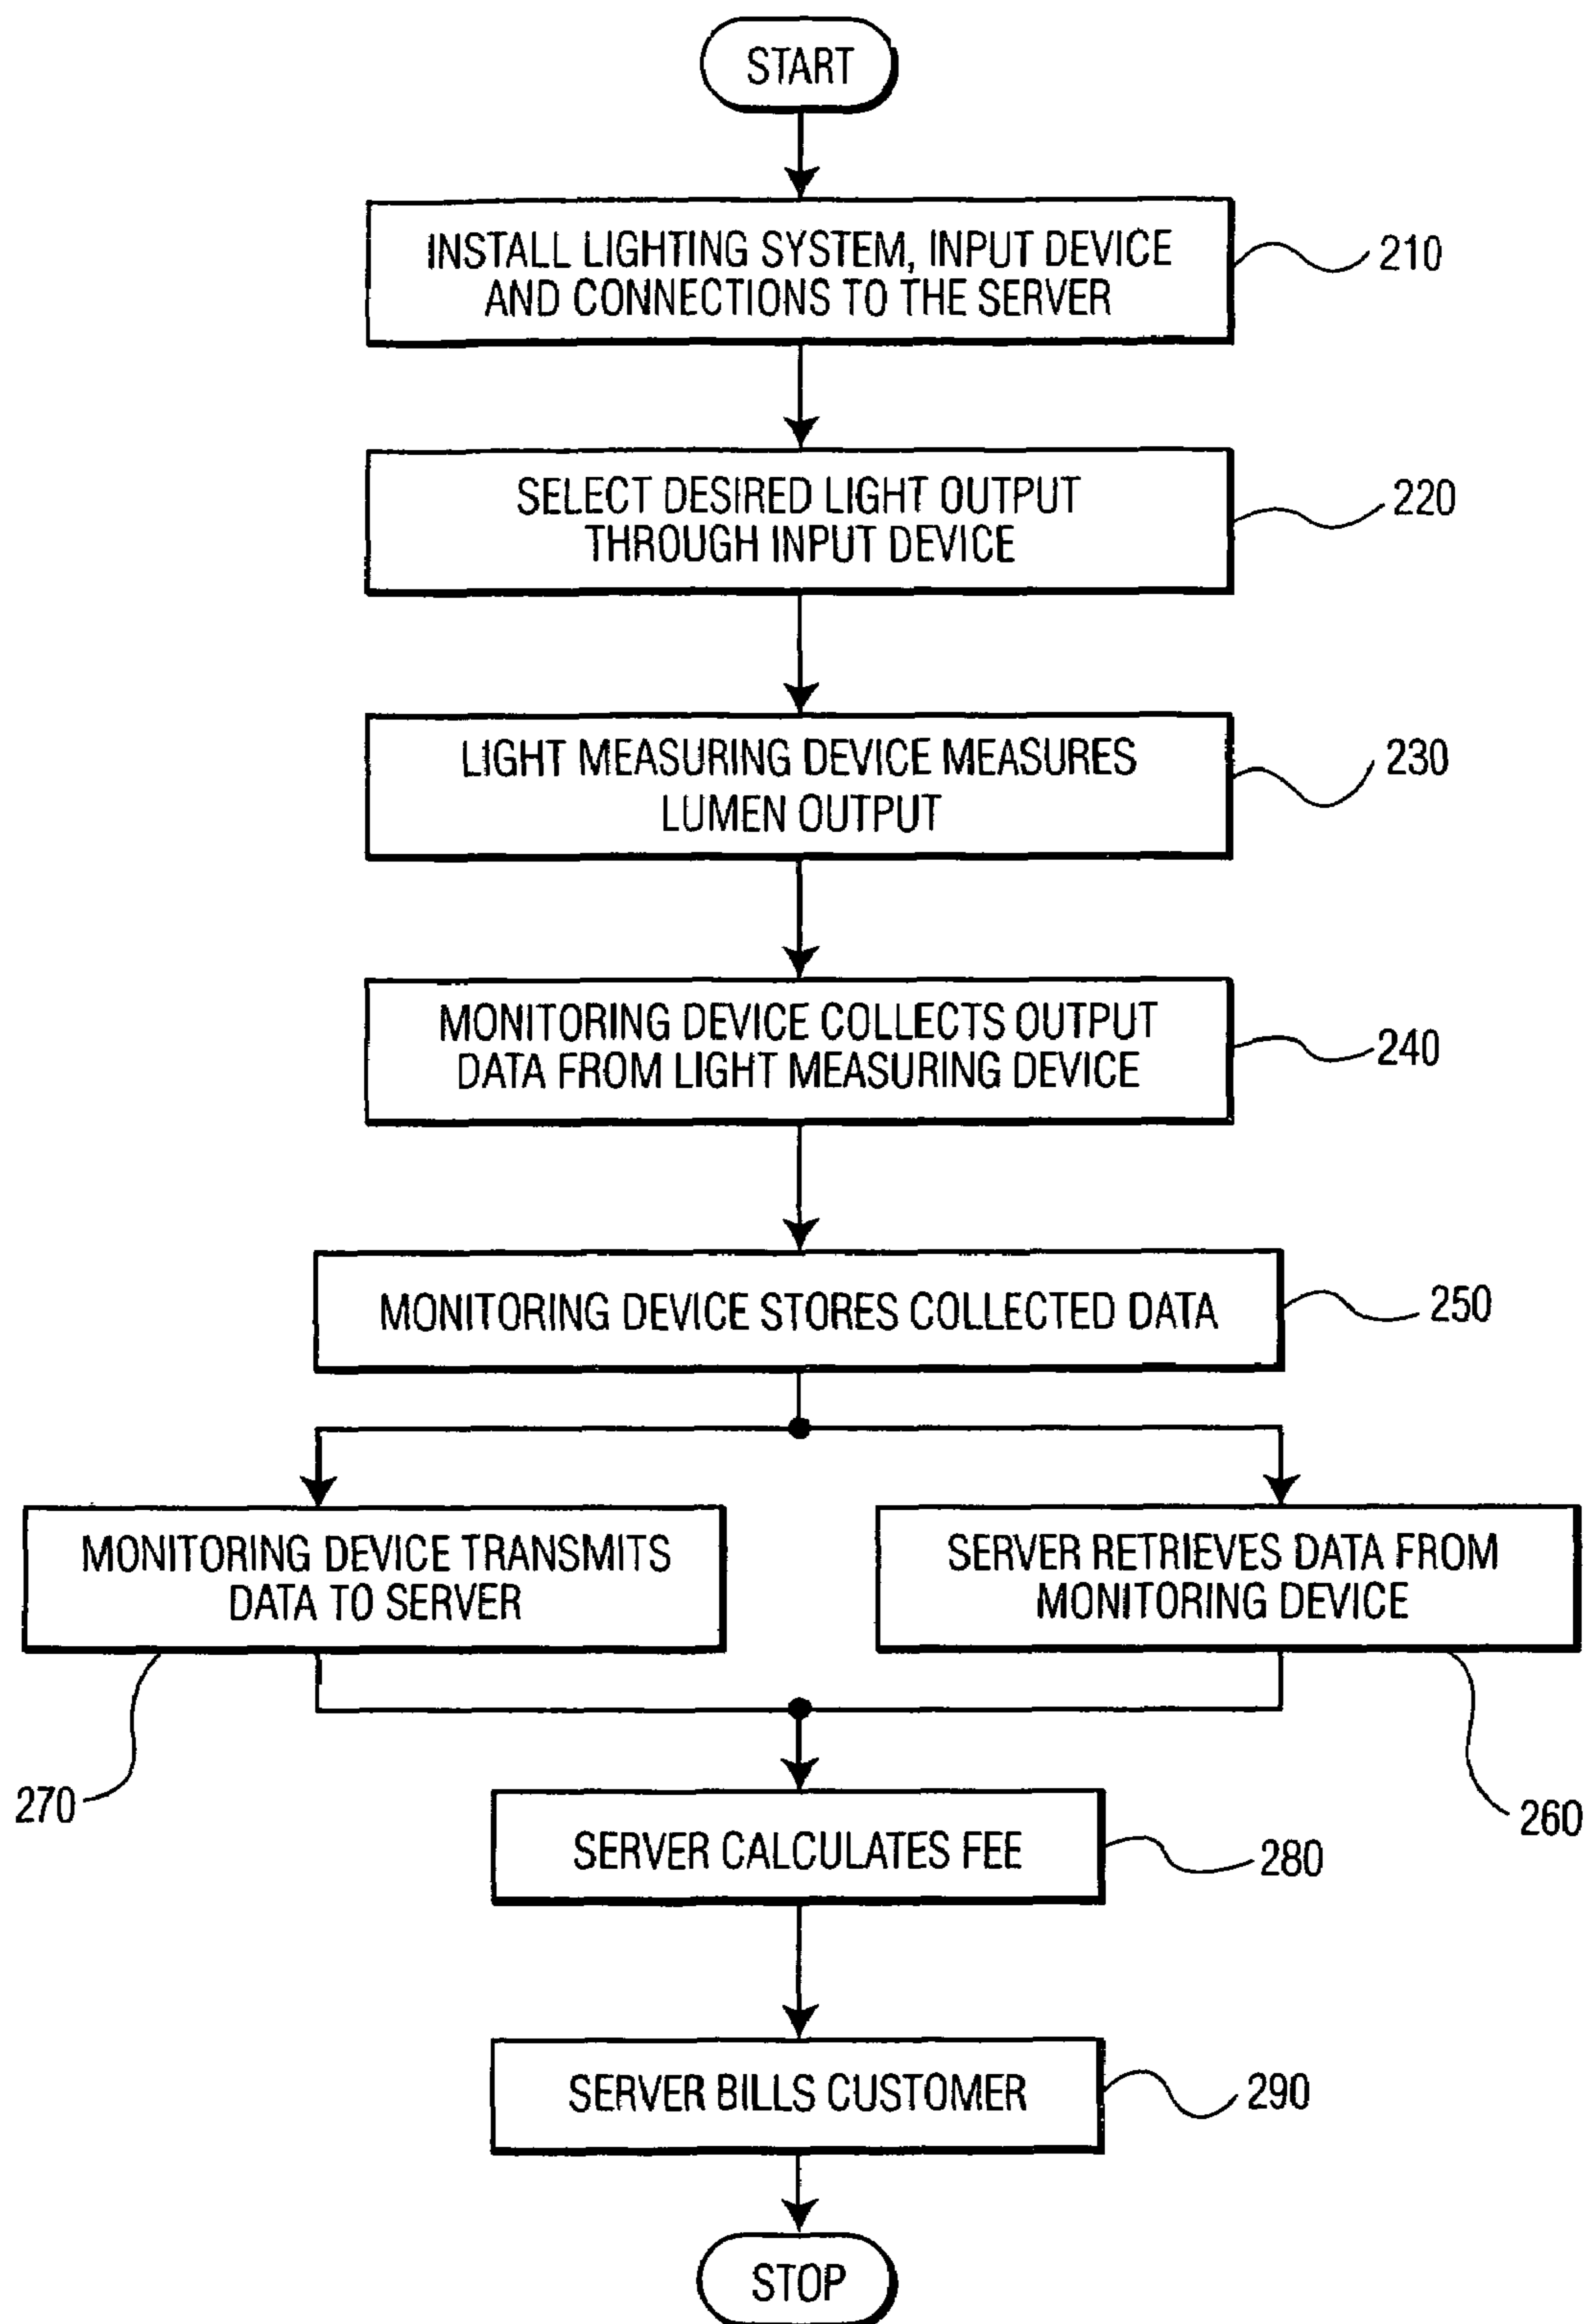 START
INSTALL LIGHTING SYSTEM, INPUT DEVICE
AND CONNECTIONS TO THE SERVER
210
SELECT DESIRED LIGHT OUTPUT
THROUGH INPUT DEVICE
220
LIGHT MEASURING DEVICE MEASURES
LUMEN OUTPUT
230
MONITORING DEVICE COLLECTS OUTPUT
DATA FROM LIGHT MEASURING DEVICE
240
MONITORING DEVICE STORES COLLECTED DATA
250
MONITORING DEVICE TRANSMITS
DATA TO SERVER
270
SERVER RETRIEVES DATA FROM
MONITORING DEVICE
260
SERVER CALCULATES FEE
280
SERVER BILLS CUSTOMER
290
STOP